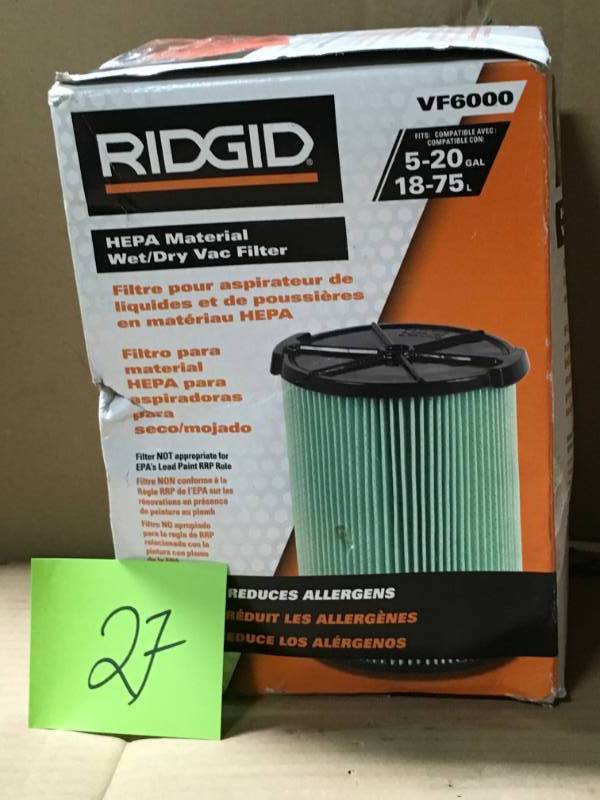 VF6000
RIDGID
FITS: COMPATIBLE AVEC:
COMPATIBLE CON:
5-20 GAL
18-75 L
HEPA Material
Wet/Dry Vac Filter
Filtre pour aspirateur de
liquides et de poussières
en matériau HEPA
Filtro para
material
HEPA para
aspiradoras
para
seco/mojado
Filter NOT appropriate for
EPA's Lead Paint RRP Rule
Filtre NON conforme à la
Règle RRP de l'EPA sur les
rénovations en présence
de peinture au plomb
Filtro NO apropiado
para la regla de RRP
relacionada con la
pintura con plomo
de la EPA
REDUCES ALLERGENS
RÉDUIT LES ALLERGÈNES
EDUCE LOS ALÉRGENOS
27